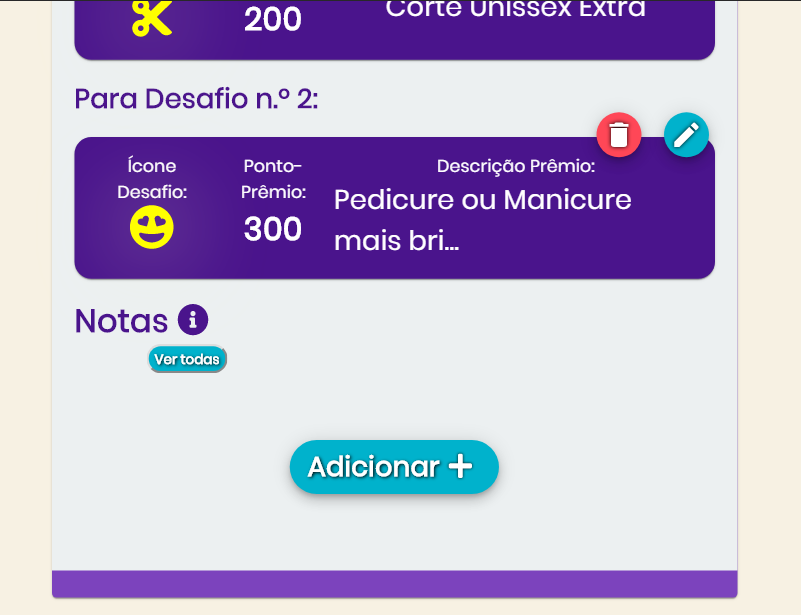 200
Corte Unissex Extra
Para Desafio n.º 2:
Ícone
Desafio:
Ponto-
Prêmio:
300
Descrição Prêmio:
Pedicure ou Manicure
mais bri...
Notas
Ver todas
Adicionar +